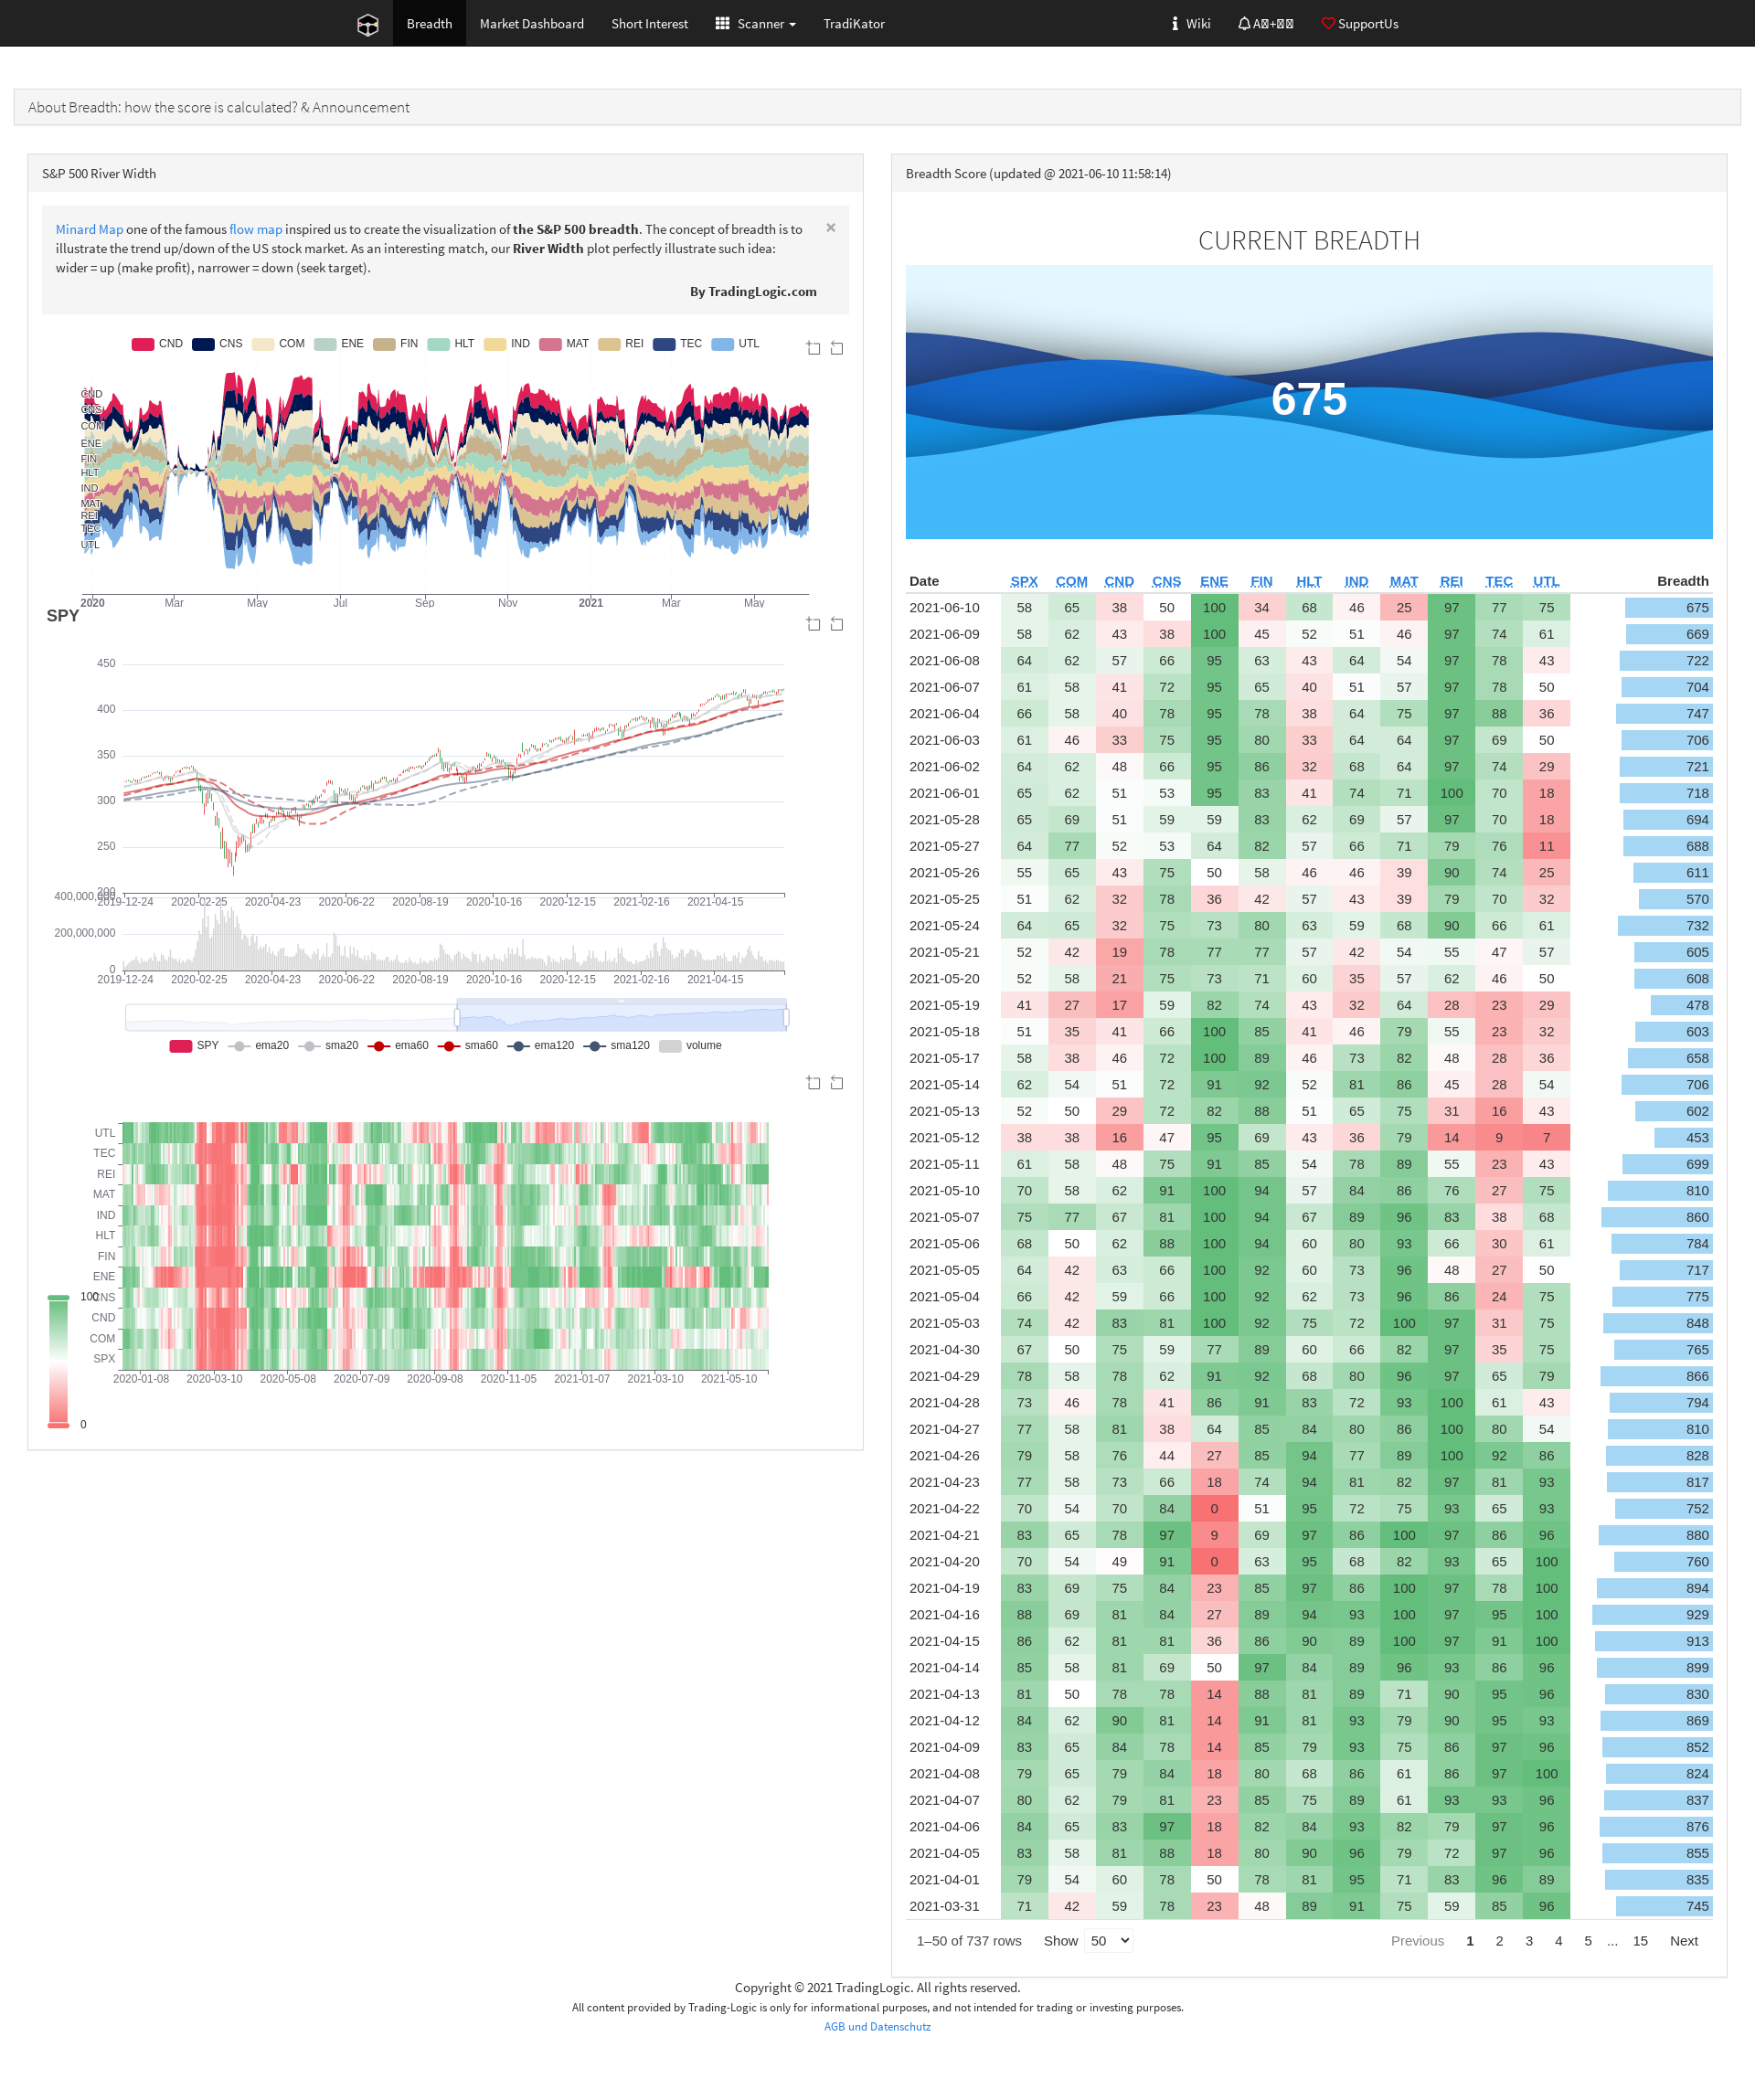 Breadth Market Dashboard Short Interest Scanner TradiKator Wiki SupportUs
About Breadth: how the score is calculated? & Announcement
S&P 500 River Width
Minard Map one of the famous flow map inspired us to create the visualization of the S&P 500 breadth. The concept of breadth is to
illustrate the trend up/down of the US stock market. As an interesting match, our River Width plot perfectly illustrate such idea:
wider = up (make profit), narrower = down (seek target).
×
By TradingLogic.com
CND CNS COM ENE FIN HLT IND MAT REI TEC UTL
CND
CNS
COM
ENE
FIN
HLT
IND
MAT
REI
TEC
UTL
2020 Mar May Jul Sep Nov 2021 Mar May
SPY
450
400
350
300
250
200
2019-12-24 2020-02-25 2020-04-23 2020-06-22 2020-08-19 2020-10-16 2020-12-15 2021-02-16 2021-04-15
400,000,000
200,000,000
0
2019-12-24 2020-02-25 2020-04-23 2020-06-22 2020-08-19 2020-10-16 2020-12-15 2021-02-16 2021-04-15
SPY ema20 sma20 ema60 sma60 ema120 sma120 volume
UTL
TEC
REI
MAT
IND
HLT
FIN
ENE
CNS
CND
COM
SPX
100
0
2020-01-08 2020-03-10 2020-05-08 2020-07-09 2020-09-08 2020-11-05 2021-01-07 2021-03-10 2021-05-10
Breadth Score (updated @ 2021-06-10 11:58:14)
CURRENT BREADTH
675
Date SPX COM CND CNS ENE FIN HLT IND MAT REI TEC UTL Breadth
2021-06-10 58 65 38 50 100 34 68 46 25 97 77 75 675
2021-06-09 58 62 43 38 100 45 52 51 46 97 74 61 669
2021-06-08 64 62 57 66 95 63 43 64 54 97 78 43 722
2021-06-07 61 58 41 72 95 65 40 51 57 97 78 50 704
2021-06-04 66 58 40 78 95 78 38 64 75 97 88 36 747
2021-06-03 61 46 33 75 95 80 33 64 64 97 69 50 706
2021-06-02 64 62 48 66 95 86 32 68 64 97 74 29 721
2021-06-01 65 62 51 53 95 83 41 74 71 100 70 18 718
2021-05-28 65 69 51 59 59 83 62 69 57 97 70 18 694
2021-05-27 64 77 52 53 64 82 57 66 71 79 76 11 688
2021-05-26 55 65 43 75 50 58 46 46 39 90 74 25 611
2021-05-25 51 62 32 78 36 42 57 43 39 79 70 32 570
2021-05-24 64 65 32 75 73 80 63 59 68 90 66 61 732
2021-05-21 52 42 19 78 77 77 57 42 54 55 47 57 605
2021-05-20 52 58 21 75 73 71 60 35 57 62 46 50 608
2021-05-19 41 27 17 59 82 74 43 32 64 28 23 29 478
2021-05-18 51 35 41 66 100 85 41 46 79 55 23 32 603
2021-05-17 58 38 46 72 100 89 46 73 82 48 28 36 658
2021-05-14 62 54 51 72 91 92 52 81 86 45 28 54 706
2021-05-13 52 50 29 72 82 88 51 65 75 31 16 43 602
2021-05-12 38 38 16 47 95 69 43 36 79 14 9 7 453
2021-05-11 61 58 48 75 91 85 54 78 89 55 23 43 699
2021-05-10 70 58 62 91 100 94 57 84 86 76 27 75 810
2021-05-07 75 77 67 81 100 94 67 89 96 83 38 68 860
2021-05-06 68 50 62 88 100 94 60 80 93 66 30 61 784
2021-05-05 64 42 63 66 100 92 60 73 96 48 27 50 717
2021-05-04 66 42 59 66 100 92 62 73 96 86 24 75 775
2021-05-03 74 42 83 81 100 92 75 72 100 97 31 75 848
2021-04-30 67 50 75 59 77 89 60 66 82 97 35 75 765
2021-04-29 78 58 78 62 91 92 68 80 96 97 65 79 866
2021-04-28 73 46 78 41 86 91 83 72 93 100 61 43 794
2021-04-27 77 58 81 38 64 85 84 80 86 100 80 54 810
2021-04-26 79 58 76 44 27 85 94 77 89 100 92 86 828
2021-04-23 77 58 73 66 18 74 94 81 82 97 81 93 817
2021-04-22 70 54 70 84 0 51 95 72 75 93 65 93 752
2021-04-21 83 65 78 97 9 69 97 86 100 97 86 96 880
2021-04-20 70 54 49 91 0 63 95 68 82 93 65 100 760
2021-04-19 83 69 75 84 23 85 97 86 100 97 78 100 894
2021-04-16 88 69 81 84 27 89 94 93 100 97 95 100 929
2021-04-15 86 62 81 81 36 86 90 89 100 97 91 100 913
2021-04-14 85 58 81 69 50 97 84 89 96 93 86 96 899
2021-04-13 81 50 78 78 14 88 81 89 71 90 95 96 830
2021-04-12 84 62 90 81 14 91 81 93 79 90 95 93 869
2021-04-09 83 65 84 78 14 85 79 93 75 86 97 96 852
2021-04-08 79 65 79 84 18 80 68 86 61 86 97 100 824
2021-04-07 80 62 79 81 23 85 75 89 61 93 93 96 837
2021-04-06 84 65 83 97 18 82 84 93 82 79 97 96 876
2021-04-05 83 58 81 88 18 80 90 96 79 72 97 96 855
2021-04-01 79 54 60 78 50 78 81 95 71 83 96 89 835
2021-03-31 71 42 59 78 23 48 89 91 75 59 85 96 745
1–50 of 737 rows Show 50 Previous 1 2 3 4 5 ... 15 Next
Copyright © 2021 TradingLogic. All rights reserved.
All content provided by Trading-Logic is only for informational purposes, and not intended for trading or investing purposes.
AGB und Datenschutz